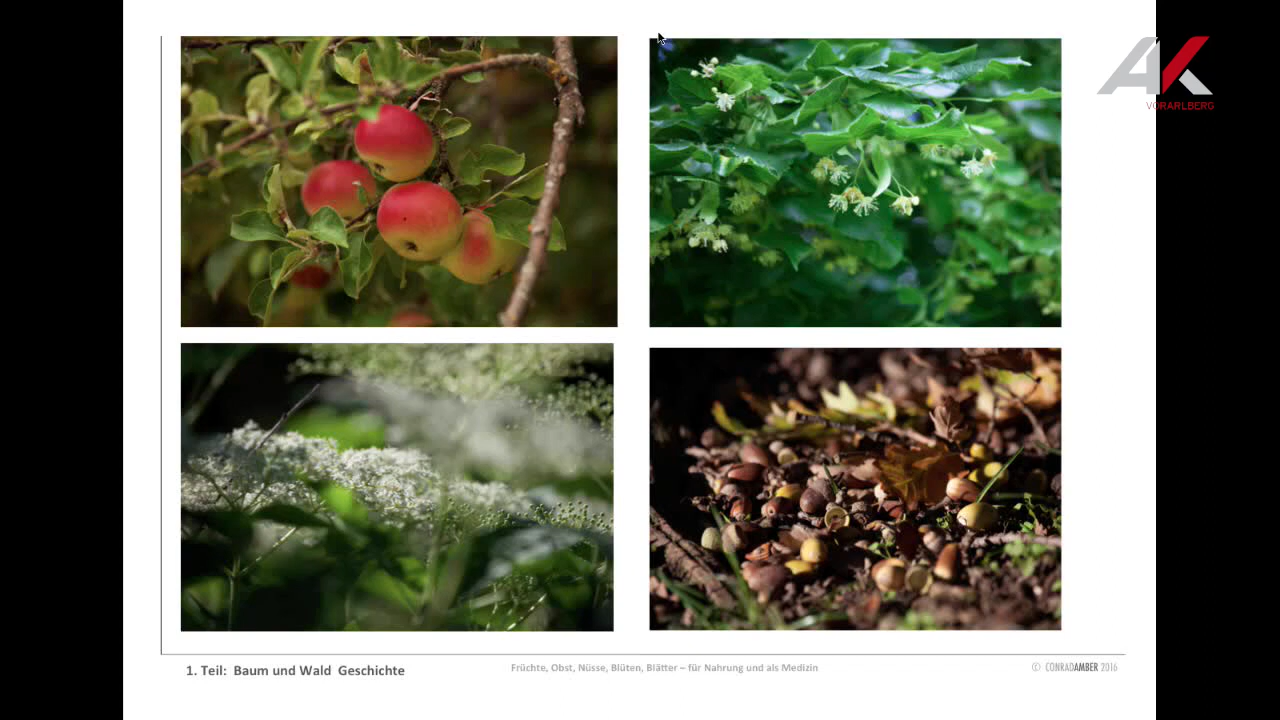 AK
VORARLBERG
1. Teil: Baum und Wald Geschichte
Früchte, Obst, Nüsse, Blüten, Blätter – für Nahrung und als Medizin
© CONRADAMBER 2016